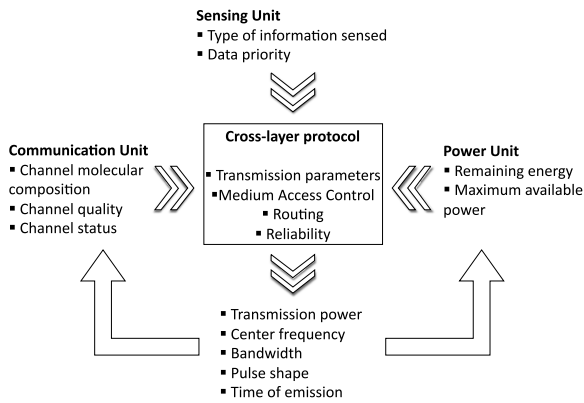 Sensing Unit
▪ Type of information sensed
▪ Data priority
Communication Unit
▪ Channel molecular
composition
▪ Channel quality
▪ Channel status
Cross-layer protocol
▪ Transmission parameters
▪Medium Access Control
▪ Routing
▪ Reliability
Power Unit
▪ Remaining energy
▪ Maximum available
power
▪ Transmission power
▪ Center frequency
▪ Bandwidth
▪ Pulse shape
▪ Time of emission